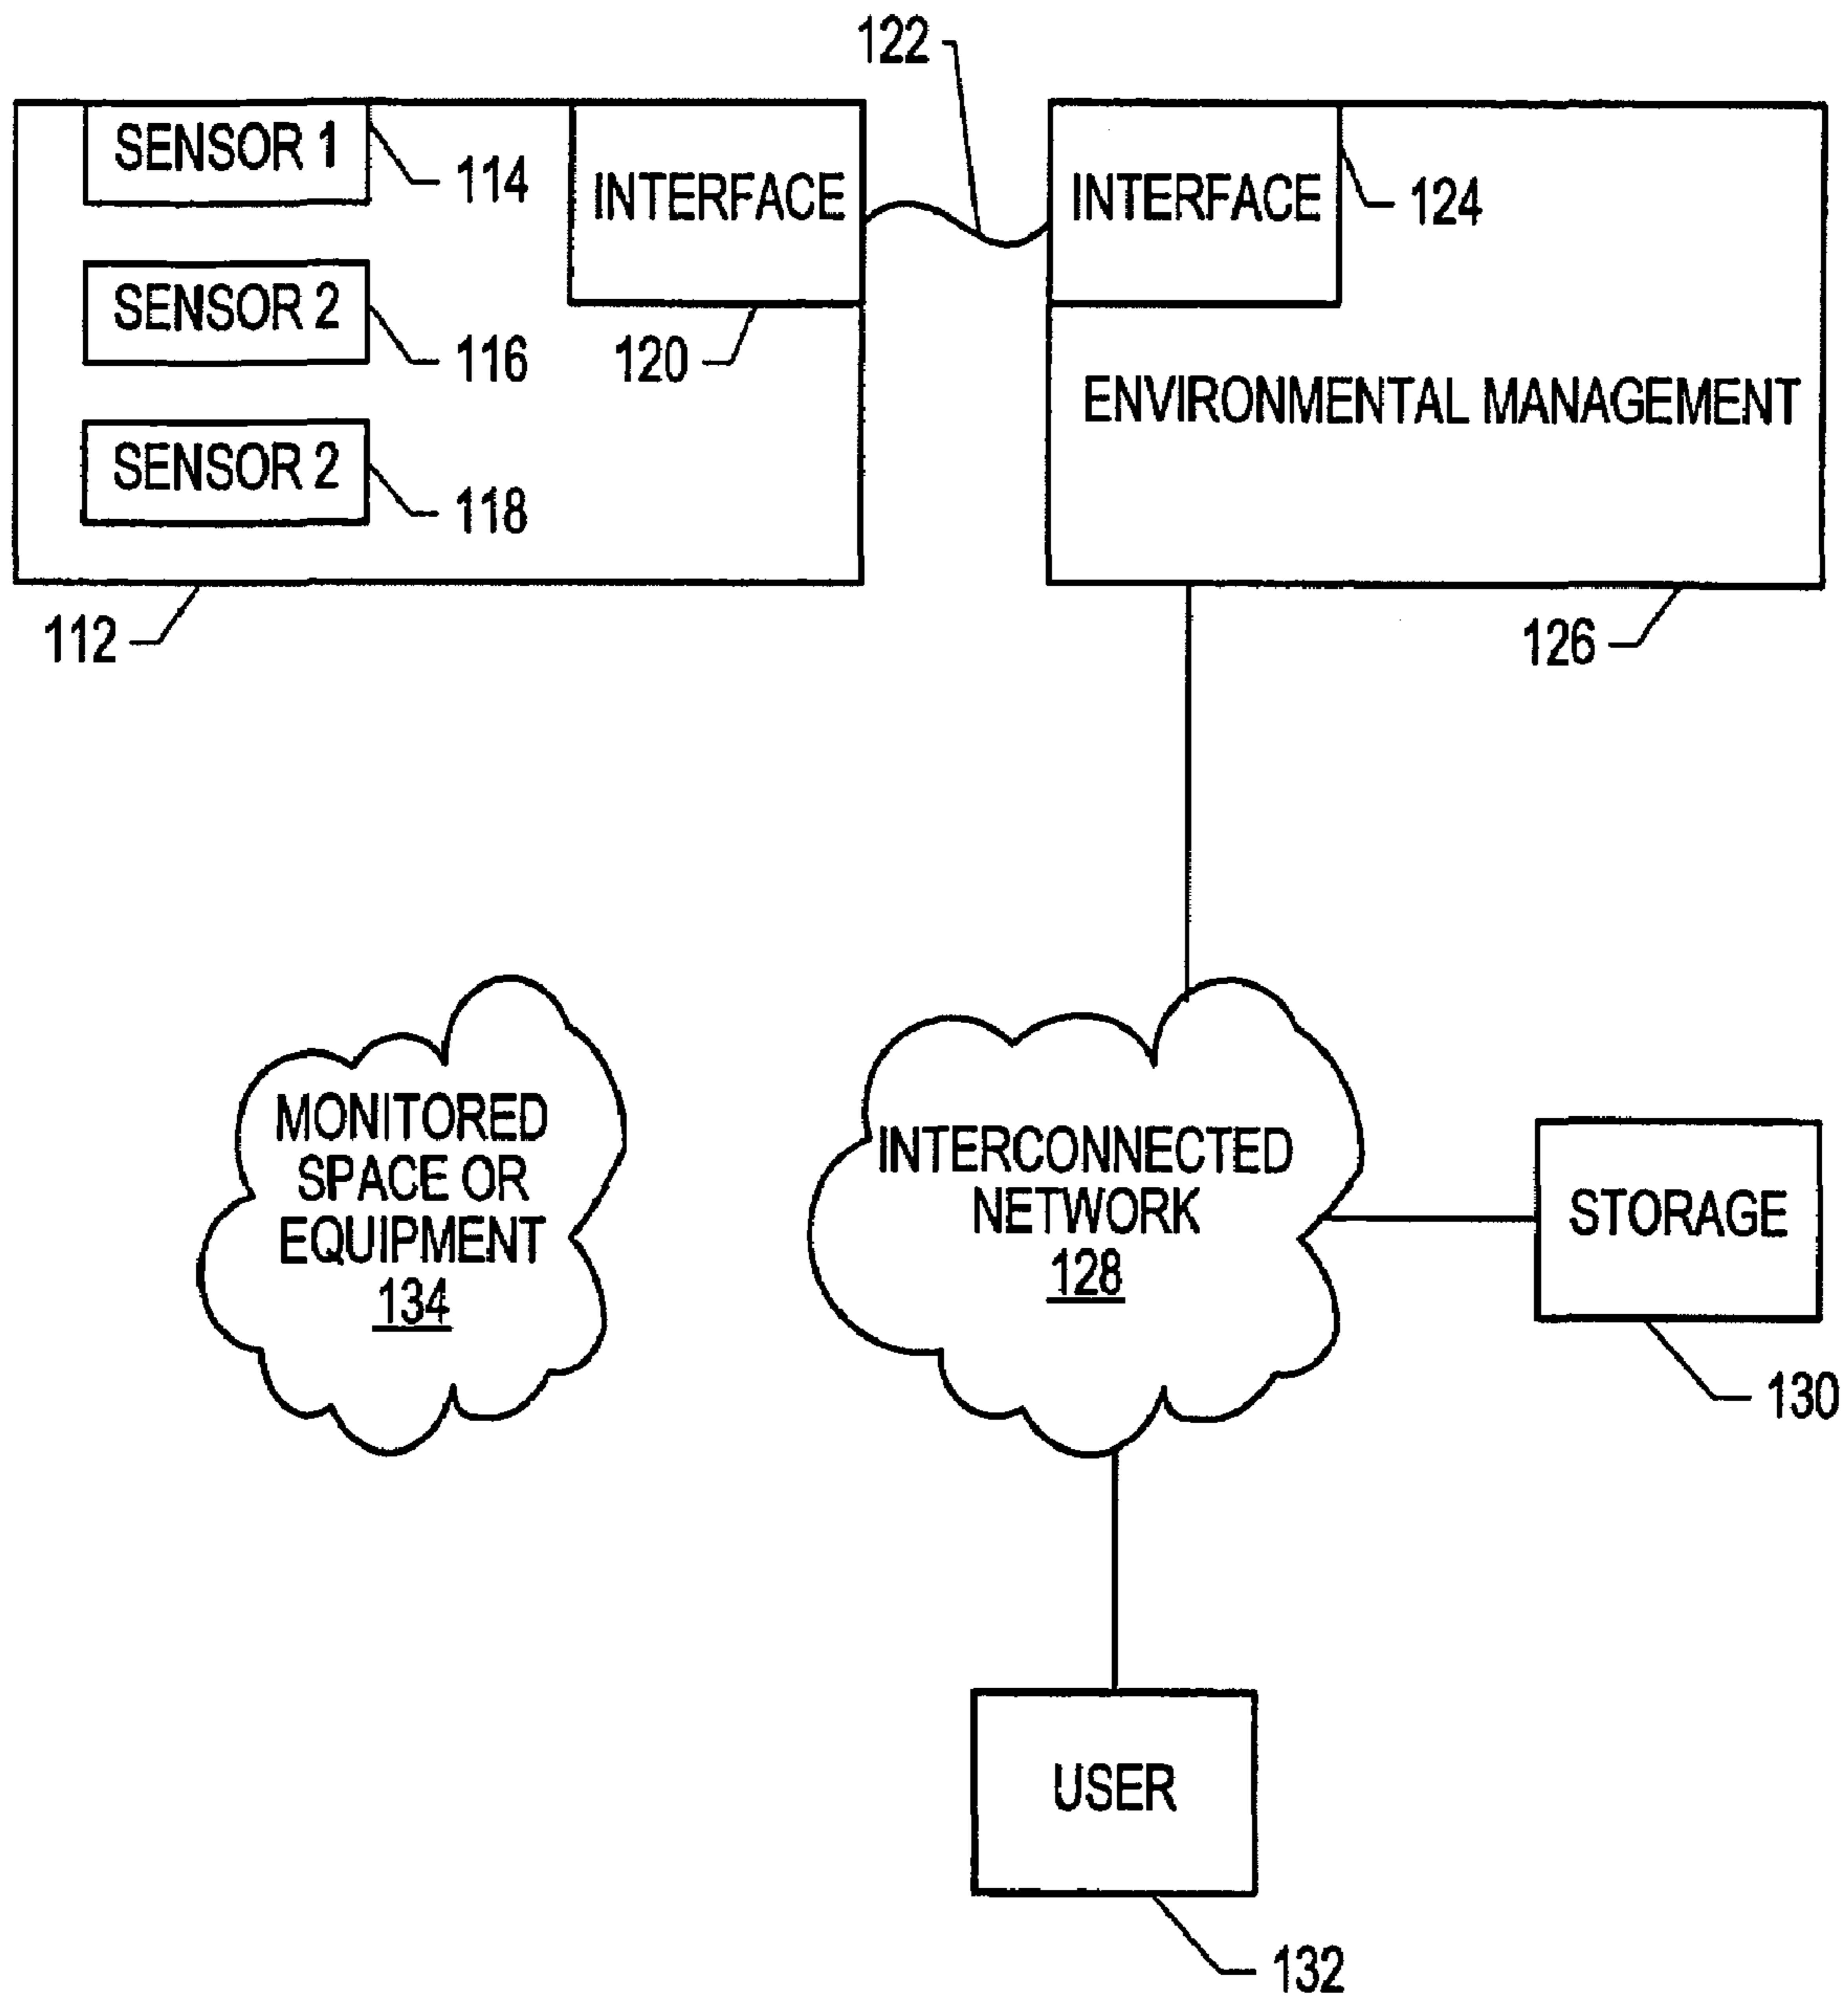 122
SENSOR 1
114
INTERFACE
INTERFACE
124
SENSOR 2
116
120
ENVIRONMENTAL MANAGEMENT
SENSOR 2
118
112
126
MONITORED
SPACE OR
EQUIPMENT
134
INTERCONNECTED
NETWORK
128
STORAGE
130
USER
132